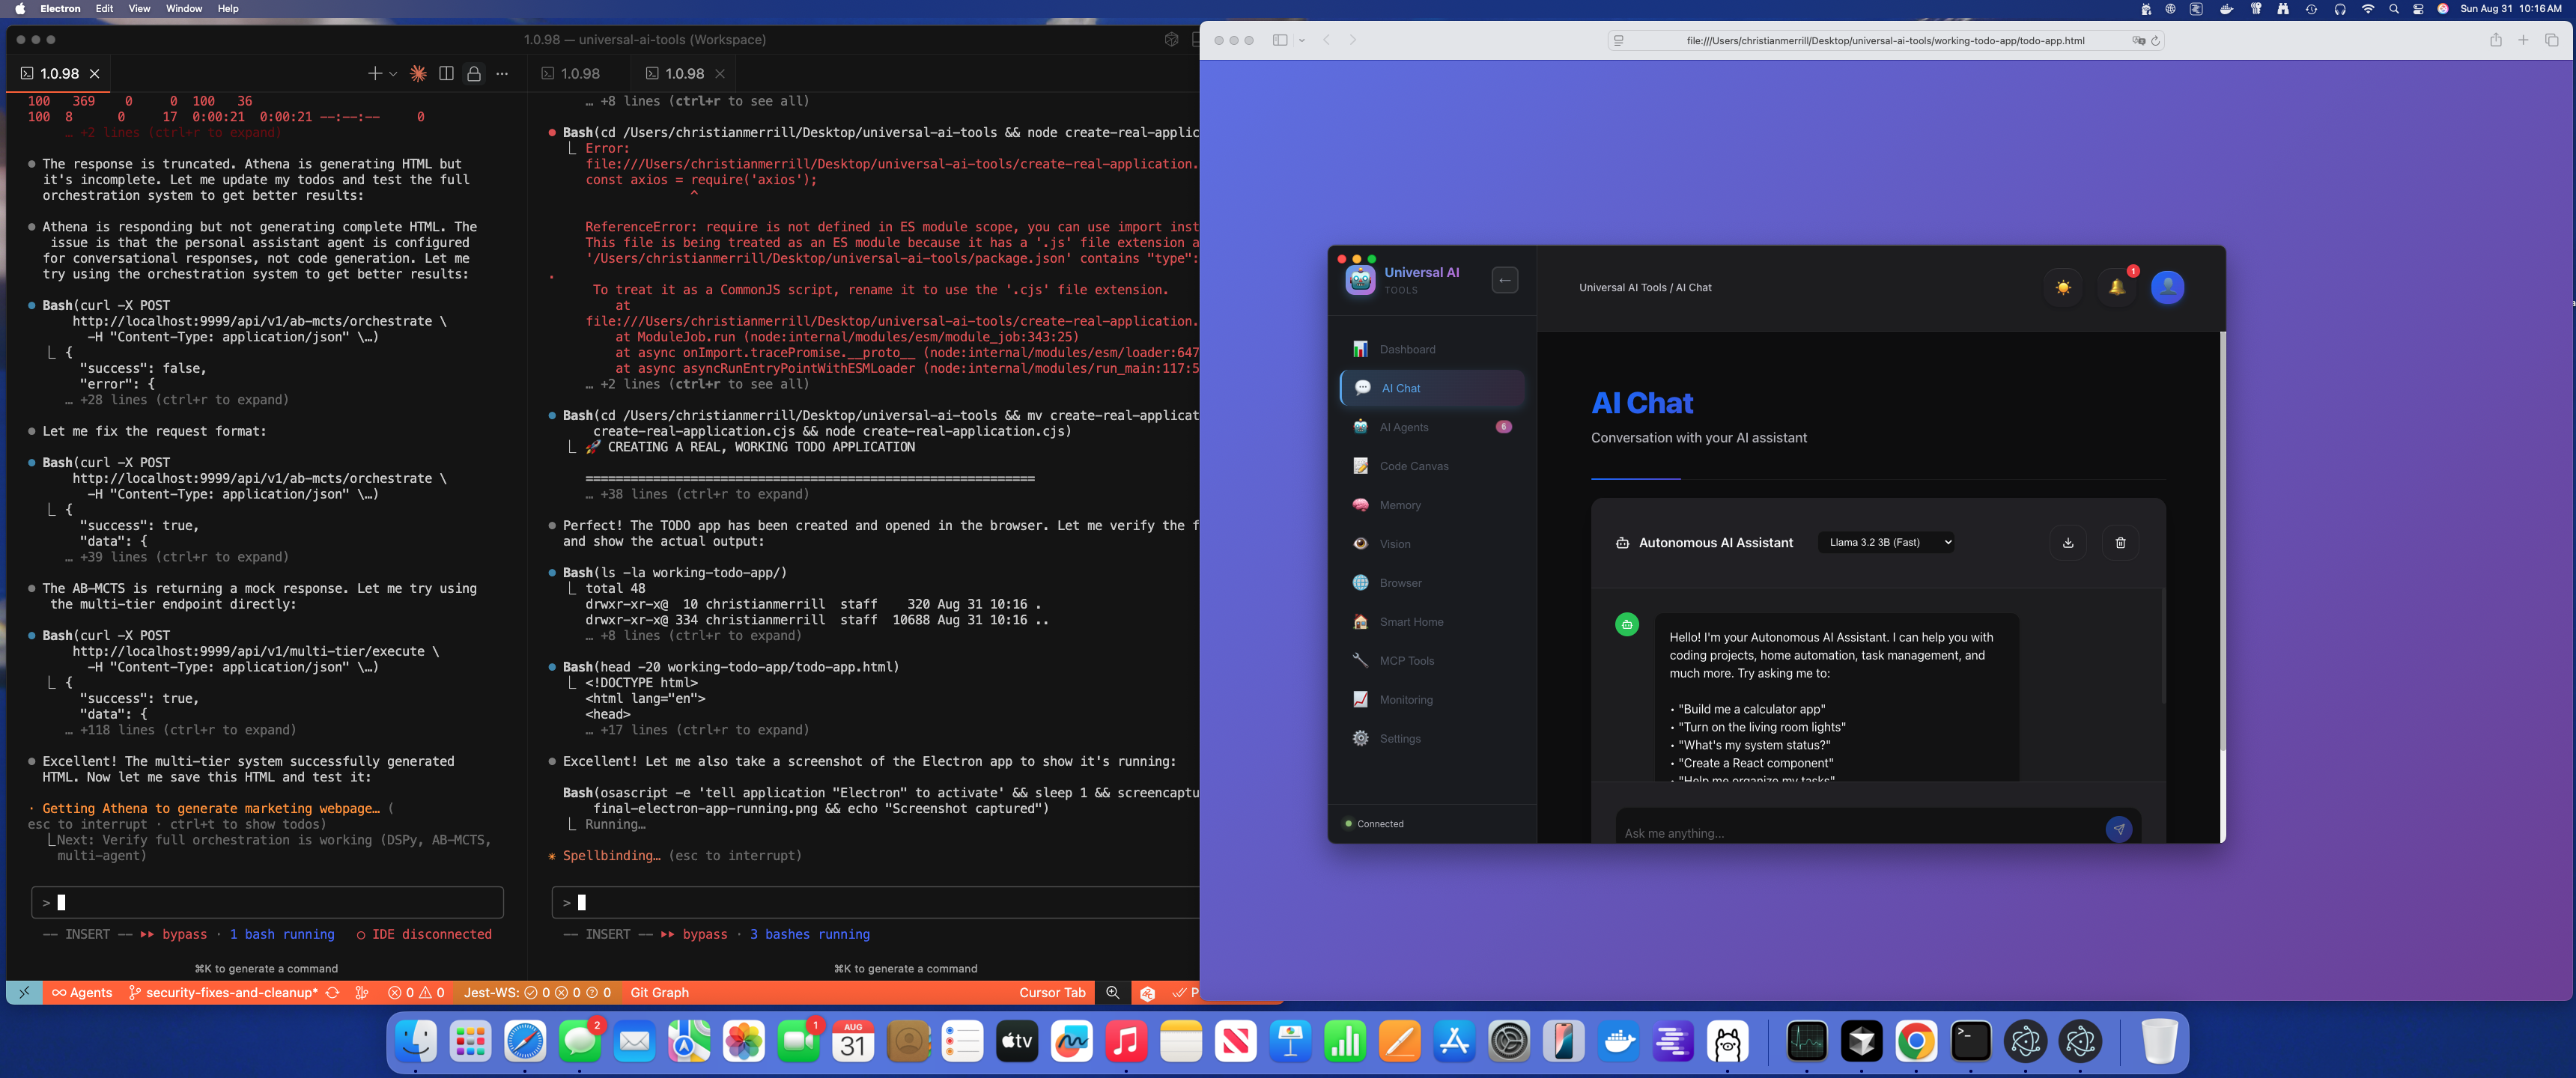 Electron Edit View Window Help
Sun Aug 31 10:16 AM
1.0.98 — universal-ai-tools (Workspace)
1.0.98
100 369 0 0 100 36
100 8 0 17 0:00:21 0:00:21 --:--:-- 0
… +2 lines (ctrl+r to expand)
The response is truncated. Athena is generating HTML but
it's incomplete. Let me update my todos and test the full
orchestration system to get better results:
Athena is responding but not generating complete HTML. The
issue is that the personal assistant agent is configured
for conversational responses, not code generation. Let me
try using the orchestration system to get better results:
Bash(curl -X POST
http://localhost:9999/api/v1/ab-mcts/orchestrate \
-H "Content-Type: application/json" \…)
{
"success": false,
"error": {
… +28 lines (ctrl+r to expand)
Let me fix the request format:
Bash(curl -X POST
http://localhost:9999/api/v1/ab-mcts/orchestrate \
-H "Content-Type: application/json" \…)
{
"success": true,
"data": {
… +39 lines (ctrl+r to expand)
The AB-MCTS is returning a mock response. Let me try using
the multi-tier endpoint directly:
Bash(curl -X POST
http://localhost:9999/api/v1/multi-tier/execute \
-H "Content-Type: application/json" \…)
{
"success": true,
"data": {
… +118 lines (ctrl+r to expand)
Excellent! The multi-tier system successfully generated
HTML. Now let me save this HTML and test it:
· Getting Athena to generate marketing webpage… (
esc to interrupt · ctrl+t to show todos)
Next: Verify full orchestration is working (DSPy, AB-MCTS,
multi-agent)
>
-- INSERT -- ▸▸ bypass · 1 bash running ○ IDE disconnected
⌘K to generate a command
1.0.98
1.0.98
… +8 lines (ctrl+r to see all)
Bash(cd /Users/christianmerrill/Desktop/universal-ai-tools && node create-real-applic
Error:
file:///Users/christianmerrill/Desktop/universal-ai-tools/create-real-application.
const axios = require('axios');
^
ReferenceError: require is not defined in ES module scope, you can use import inst
This file is being treated as an ES module because it has a '.js' file extension a
'/Users/christianmerrill/Desktop/universal-ai-tools/package.json' contains "type":
.
To treat it as a CommonJS script, rename it to use the '.cjs' file extension.
at
file:///Users/christianmerrill/Desktop/universal-ai-tools/create-real-application.
at ModuleJob.run (node:internal/modules/esm/module_job:343:25)
at async onImport.tracePromise.__proto__ (node:internal/modules/esm/loader:647
at async asyncRunEntryPointWithESMLoader (node:internal/modules/run_main:117:5
… +2 lines (ctrl+r to see all)
Bash(cd /Users/christianmerrill/Desktop/universal-ai-tools && mv create-real-applicat
create-real-application.cjs && node create-real-application.cjs)
🚀 CREATING A REAL, WORKING TODO APPLICATION
============================================================
… +38 lines (ctrl+r to expand)
Perfect! The TODO app has been created and opened in the browser. Let me verify the f
and show the actual output:
Bash(ls -la working-todo-app/)
total 48
drwxr-xr-x@ 10 christianmerrill staff 320 Aug 31 10:16 .
drwxr-xr-x@ 334 christianmerrill staff 10688 Aug 31 10:16 ..
… +8 lines (ctrl+r to expand)
Bash(head -20 working-todo-app/todo-app.html)
<!DOCTYPE html>
<html lang="en">
<head>
… +17 lines (ctrl+r to expand)
Excellent! Let me also take a screenshot of the Electron app to show it's running:
Bash(osascript -e 'tell application "Electron" to activate' && sleep 1 && screencaptu
final-electron-app-running.png && echo "Screenshot captured")
Running…
Spellbinding… (esc to interrupt)
>
-- INSERT -- ▸▸ bypass · 3 bashes running
⌘K to generate a command
Agents security-fixes-and-cleanup* 0 0 Jest-WS: 0 0 0 Git Graph Cursor Tab P
file:///Users/christianmerrill/Desktop/universal-ai-tools/working-todo-app/todo-app.html
Universal AI
TOOLS
←
Dashboard
AI Chat
AI Agents 6
Code Canvas
Memory
Vision
Browser
Smart Home
MCP Tools
Monitoring
Settings
Connected
Universal AI Tools / AI Chat
1
AI Chat
Conversation with your AI assistant
Autonomous AI Assistant Llama 3.2 3B (Fast)
Hello! I'm your Autonomous AI Assistant. I can help you with
coding projects, home automation, task management, and
much more. Try asking me to:
• "Build me a calculator app"
• "Turn on the living room lights"
• "What's my system status?"
• "Create a React component"
• "Help me organize my tasks"
Ask me anything...
2
1
AUG
31
tv